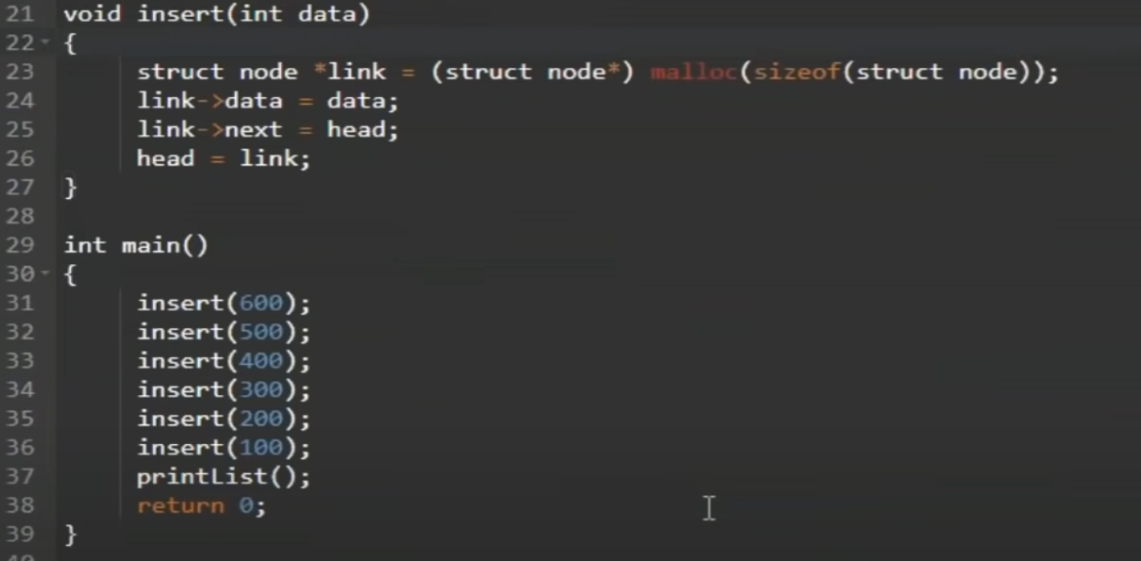 21 void insert(int data)
22 {
23 struct node *link = (struct node*) malloc(sizeof(struct node));
24 link->data = data;
25 link->next = head;
26 head = link;
27 }
28
29 int main()
30 {
31 insert(600);
32 insert(500);
33 insert(400);
34 insert(300);
35 insert(200);
36 insert(100);
37 printList();
38 return 0;
39 }
40